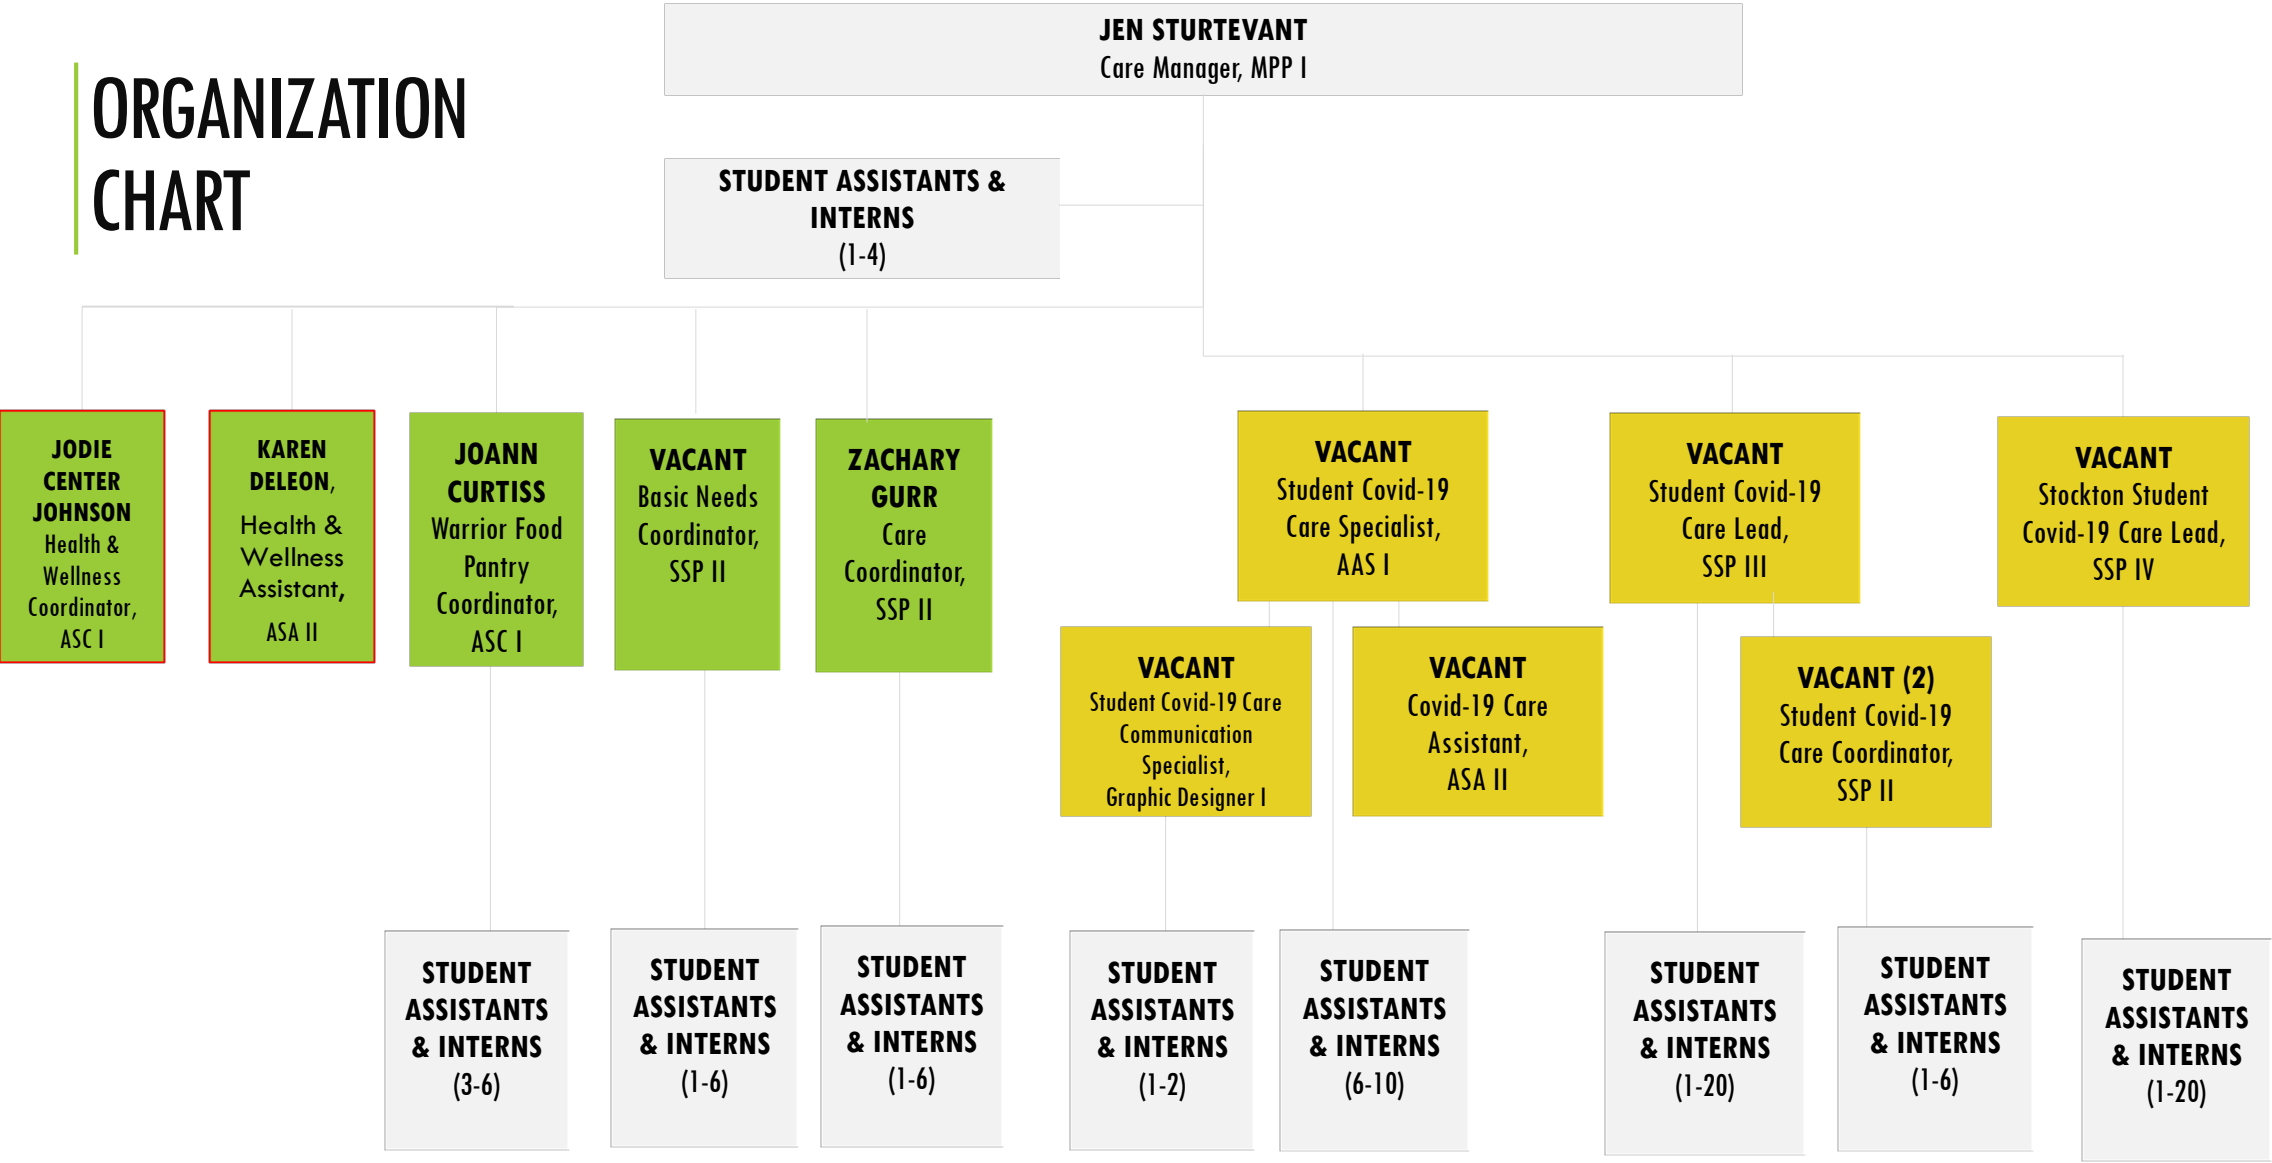 ORGANIZATION
CHART
JEN STURTEVANT
Care Manager, MPP I
STUDENT ASSISTANTS &
INTERNS
(1-4)
JODIE
CENTER
JOHNSON
Health &
Wellness
Coordinator,
ASC I
KAREN
DELEON,
Health &
Wellness
Assistant,
ASA II
JOANN
CURTISS
Warrior Food
Pantry
Coordinator,
ASC I
VACANT
Basic Needs
Coordinator,
SSP II
ZACHARY
GURR
Care
Coordinator,
SSP II
VACANT
Student Covid-19
Care Specialist,
AAS I
VACANT
Student Covid-19
Care Lead,
SSP III
VACANT
Stockton Student
Covid-19 Care Lead,
SSP IV
VACANT
Student Covid-19 Care
Communication
Specialist,
Graphic Designer I
VACANT
Covid-19 Care
Assistant,
ASA II
VACANT (2)
Student Covid-19
Care Coordinator,
SSP II
STUDENT
ASSISTANTS
& INTERNS
(3-6)
STUDENT
ASSISTANTS
& INTERNS
(1-6)
STUDENT
ASSISTANTS
& INTERNS
(1-6)
STUDENT
ASSISTANTS
& INTERNS
(1-2)
STUDENT
ASSISTANTS
& INTERNS
(6-10)
STUDENT
ASSISTANTS
& INTERNS
(1-20)
STUDENT
ASSISTANTS
& INTERNS
(1-6)
STUDENT
ASSISTANTS
& INTERNS
(1-20)